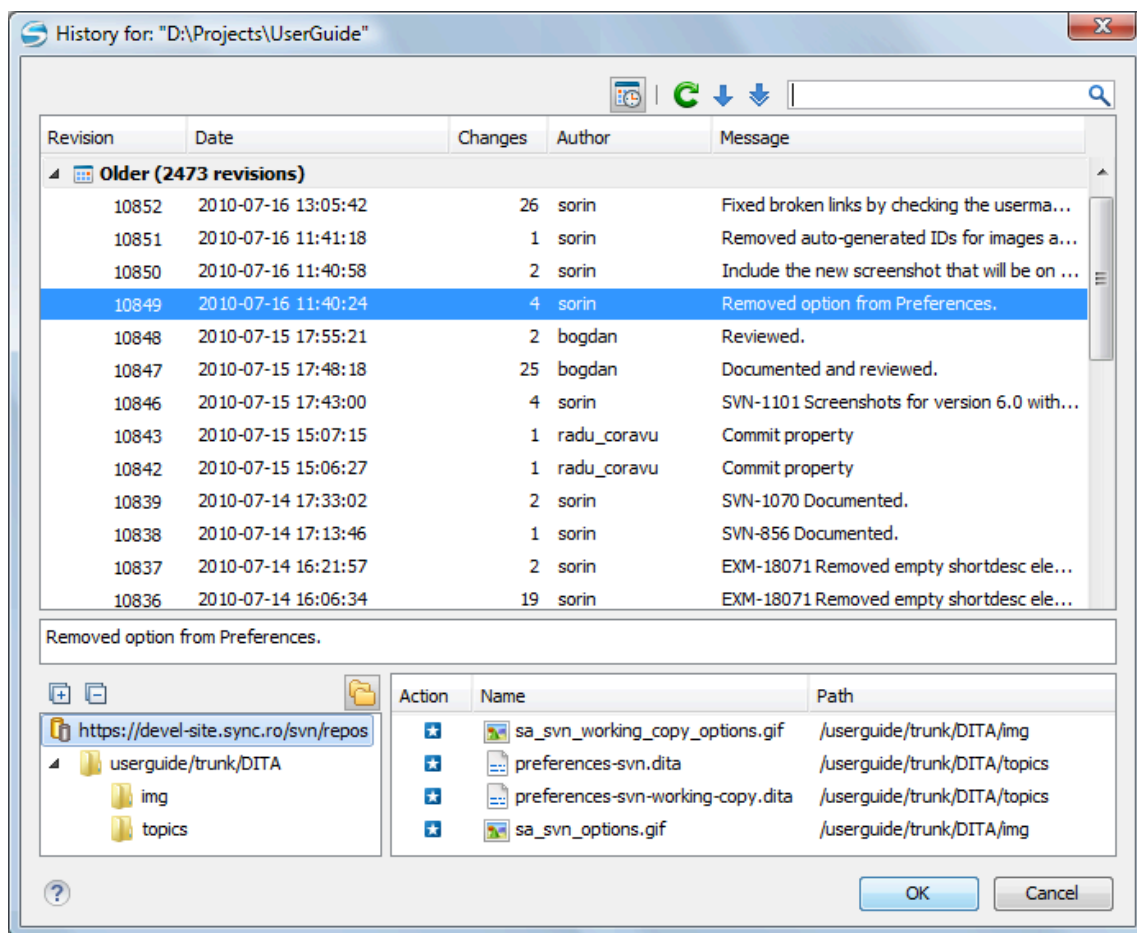 History for: "D:\Projects\UserGuide"
Revision Date Changes Author Message
Older (2473 revisions)
10852 2010-07-16 13:05:42 26 sorin Fixed broken links by checking the userma...
10851 2010-07-16 11:41:18 1 sorin Removed auto-generated IDs for images a...
10850 2010-07-16 11:40:58 2 sorin Include the new screenshot that will be on ...
10849 2010-07-16 11:40:24 4 sorin Removed option from Preferences.
10848 2010-07-15 17:55:21 2 bogdan Reviewed.
10847 2010-07-15 17:48:18 25 bogdan Documented and reviewed.
10846 2010-07-15 17:43:00 4 sorin SVN-1101 Screenshots for version 6.0 with...
10843 2010-07-15 15:07:15 1 radu_coravu Commit property
10842 2010-07-15 15:06:27 1 radu_coravu Commit property
10839 2010-07-14 17:33:02 2 sorin SVN-1070 Documented.
10838 2010-07-14 17:13:46 1 sorin SVN-856 Documented.
10837 2010-07-14 16:21:57 2 sorin EXM-18071 Removed empty shortdesc ele...
10836 2010-07-14 16:06:34 19 sorin EXM-18071 Removed empty shortdesc ele...
Removed option from Preferences.
https://devel-site.sync.ro/svn/repos
userguide/trunk/DITA
img
topics
Action Name Path
sa_svn_working_copy_options.gif /userguide/trunk/DITA/img
preferences-svn.dita /userguide/trunk/DITA/topics
preferences-svn-working-copy.dita /userguide/trunk/DITA/topics
sa_svn_options.gif /userguide/trunk/DITA/img
? OK Cancel